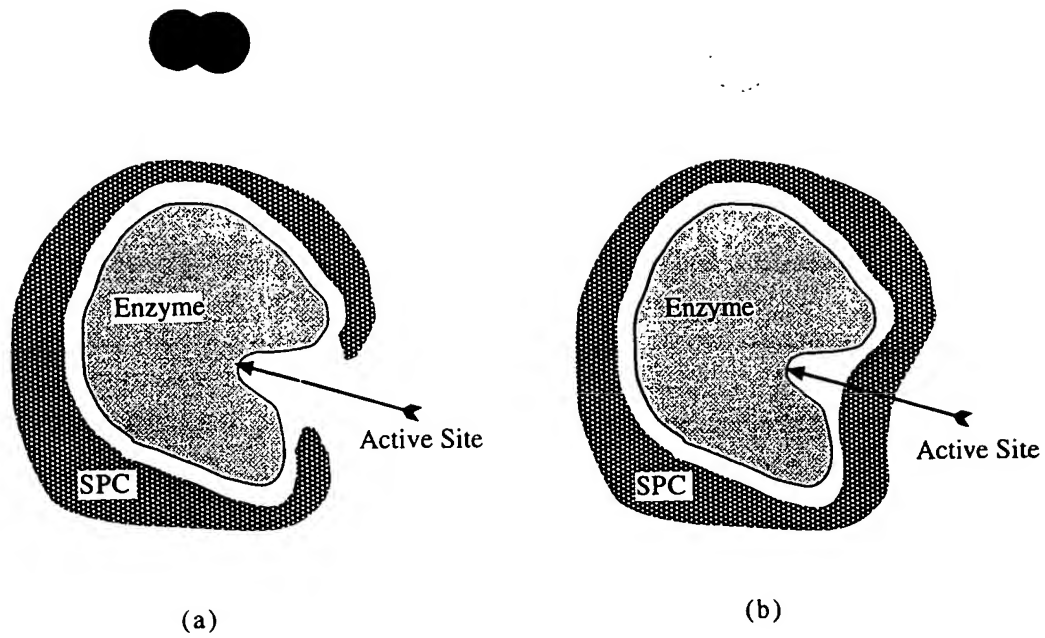 Enzyme
Active Site
SPC
(a)
Enzyme
Active Site
SPC
(b)